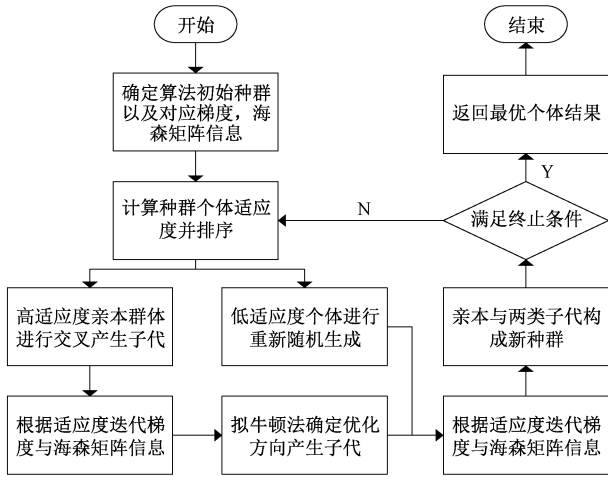 开始
确定算法初始种群
以及对应梯度，海
森矩阵信息
计算种群个体适应
度并排序
高适应度亲本群体
进行交叉产生子代
低适应度个体进行
重新随机生成
根据适应度迭代梯
度与海森矩阵信息
拟牛顿法确定优化
方向产生子代
根据适应度迭代梯
度与海森矩阵信息
亲本与两类子代构
成新种群
满足终止条件
N
Y
返回最优个体结果
结束